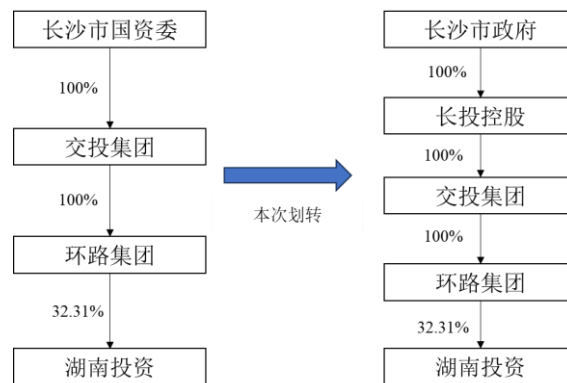 长沙市国资委
100%
交投集团
100%
环路集团
32.31%
湖南投资
本次划转
长沙市政府
100%
长投控股
100%
交投集团
100%
环路集团
32.31%
湖南投资